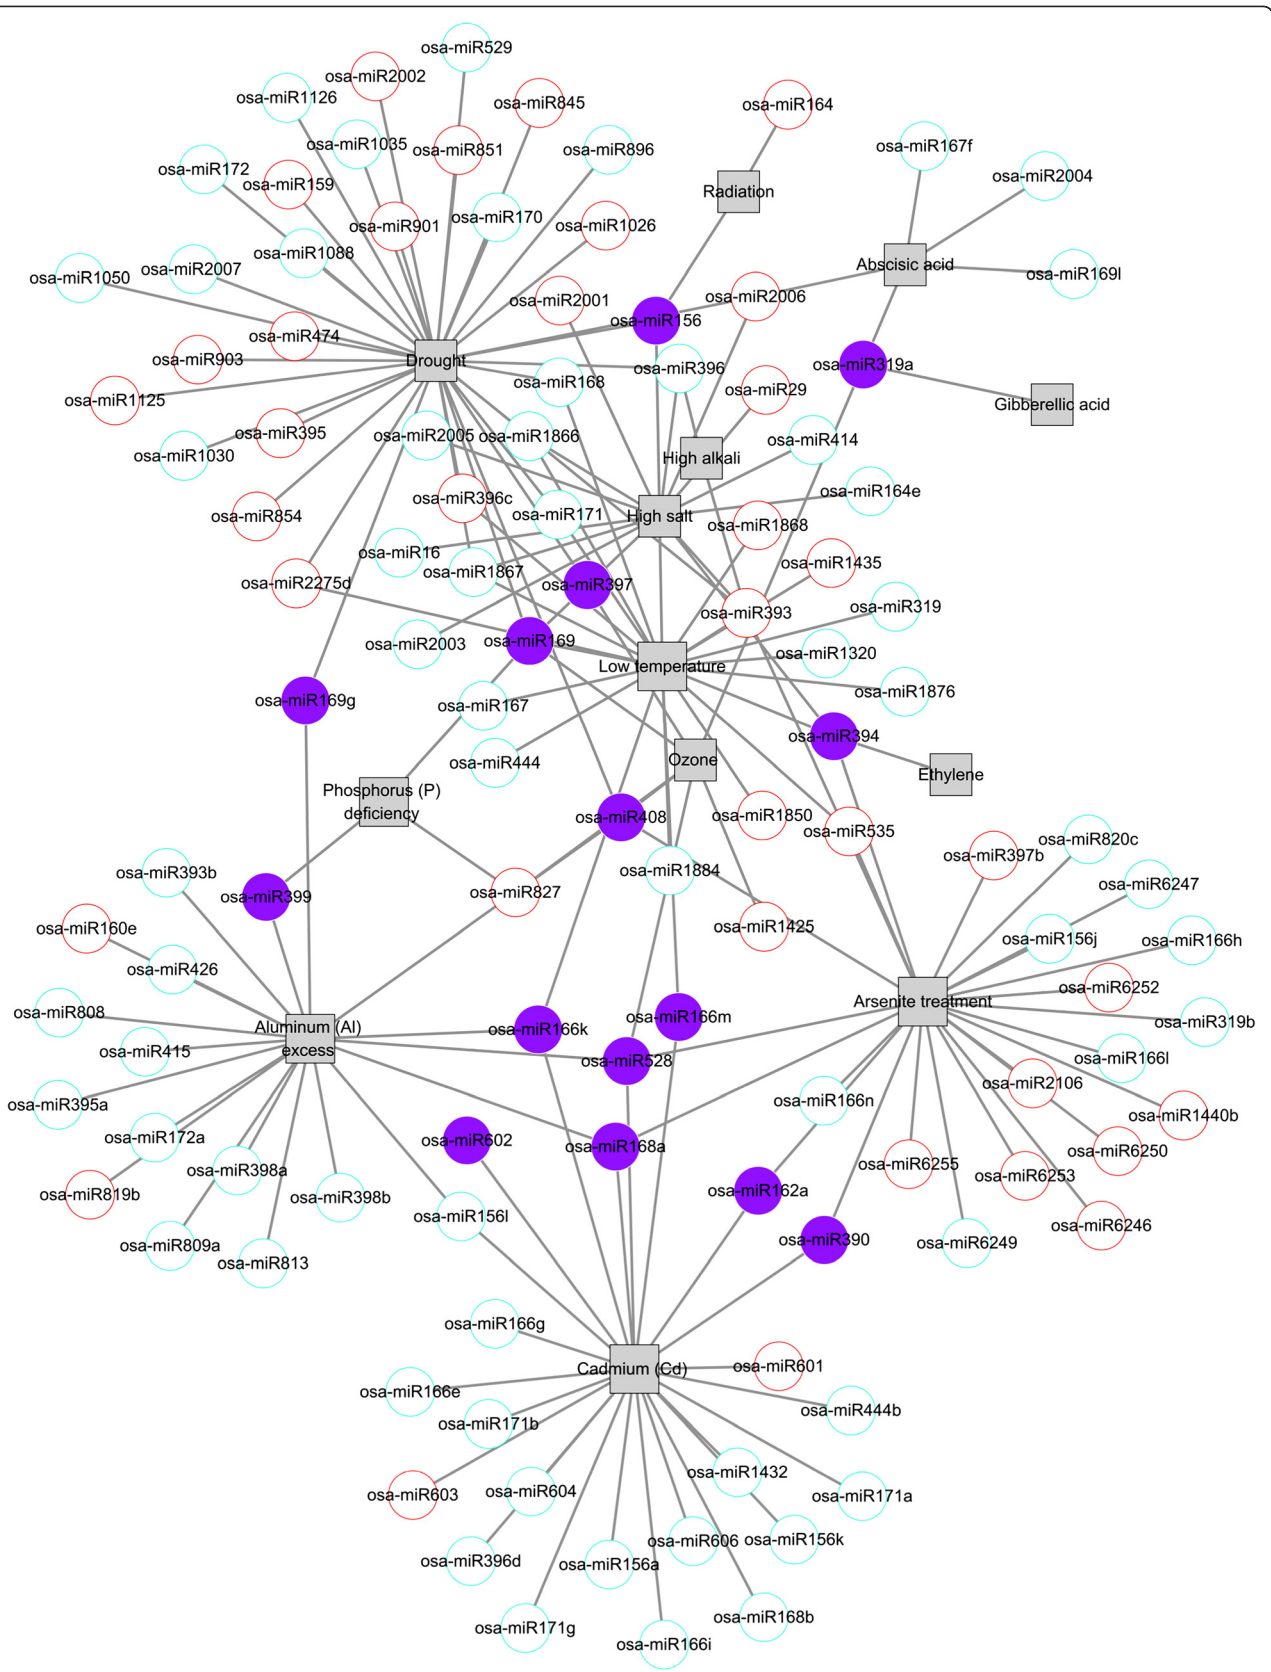 osa-miR529
osa-miR2002
osa-miR1126
osa-miR845
osa-miR164
osa-miR1035
osa-miR851
osa-miR896
osa-miR167f
osa-miR172
osa-miR159
osa-miR2004
Radiation
osa-miR901
osa-miR170
osa-miR1026
osa-miR1088
Abscisic acid
osa-miR1050
osa-miR2007
osa-miR169l
osa-miR2001
osa-miR2006
osa-miR156
osa-miR474
osa-miR903
Drought
osa-miR396
osa-miR319a
osa-miR168
osa-miR29
osa-miR1125
Gibberellic acid
osa-miR395
osa-miR2005
osa-miR1866
osa-miR414
osa-miR1030
High alkali
osa-miR164e
osa-miR396c
osa-miR854
osa-miR171
High salt
osa-miR1868
osa-miR16
osa-miR1435
osa-miR1867
osa-miR2275d
osa-miR397
osa-miR393
osa-miR319
osa-miR2003
osa-miR169
osa-miR1320
Low temperature
osa-miR1876
osa-miR169g
osa-miR167
osa-miR394
osa-miR444
Ozone
Ethylene
Phosphorus (P)
deficiency
osa-miR408
osa-miR1850
osa-miR535
osa-miR820c
osa-miR397b
osa-miR393b
osa-miR1884
osa-miR6247
osa-miR399
osa-miR827
osa-miR160e
osa-miR1425
osa-miR156j
osa-miR166h
osa-miR426
osa-miR6252
Arsenite treatment
osa-miR808
osa-miR166m
osa-miR319b
Aluminum (Al)
excess
osa-miR166k
osa-miR415
osa-miR528
osa-miR166l
osa-miR2106
osa-miR395a
osa-miR166n
osa-miR1440b
osa-miR172a
osa-miR602
osa-miR168a
osa-miR6250
osa-miR398a
osa-miR6255
osa-miR6253
osa-miR819b
osa-miR398b
osa-miR162a
osa-miR156l
osa-miR6246
osa-miR809a
osa-miR390
osa-miR6249
osa-miR813
osa-miR166g
Cadmium (Cd)
osa-miR601
osa-miR166e
osa-miR444b
osa-miR171b
osa-miR1432
osa-miR603
osa-miR604
osa-miR171a
osa-miR606
osa-miR156k
osa-miR396d
osa-miR156a
osa-miR168b
osa-miR171g
osa-miR166i